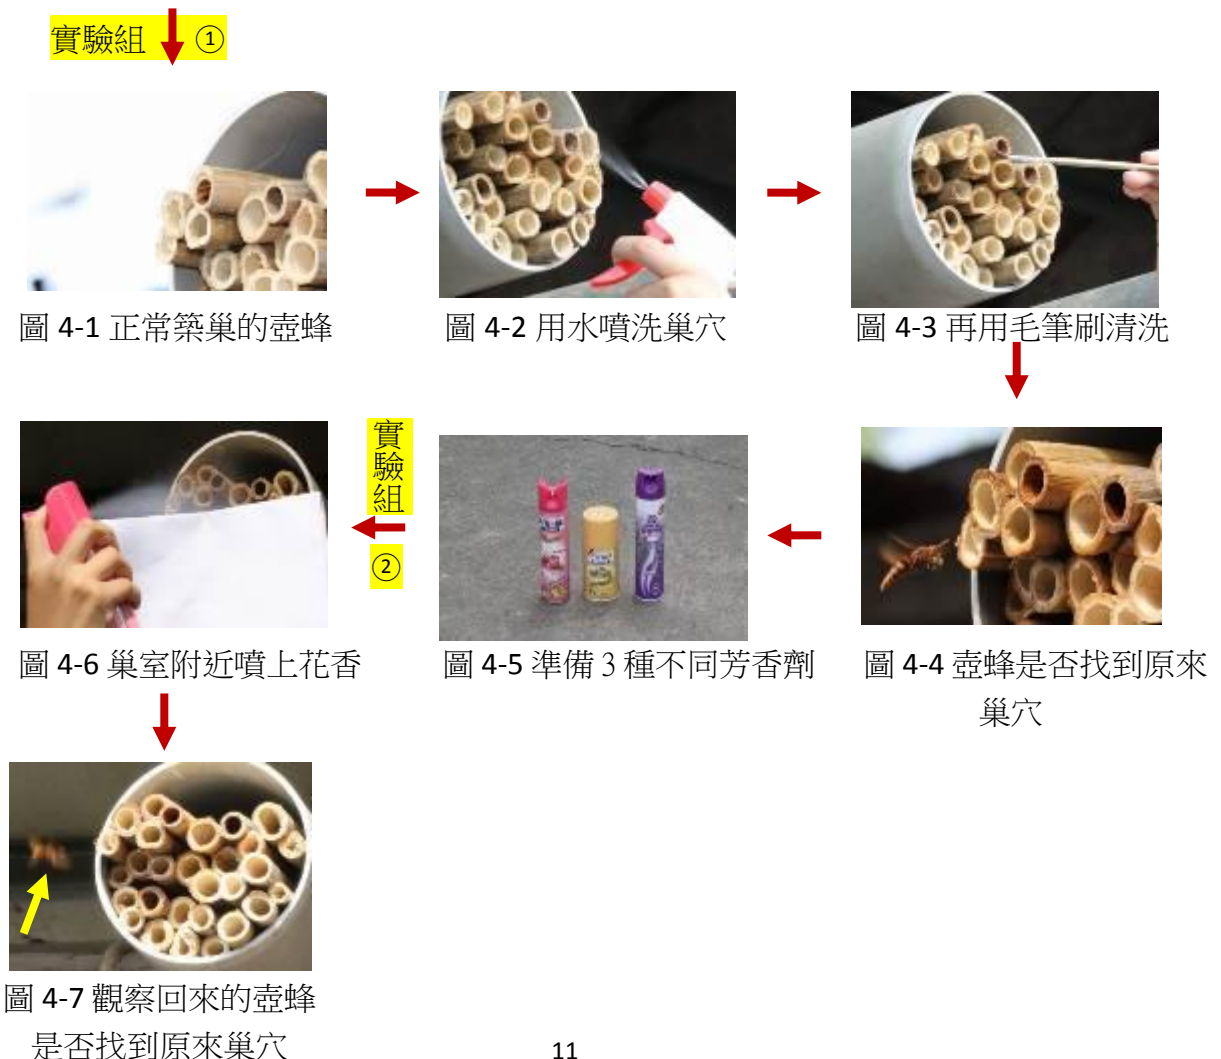 實驗組 ①
圖 4-1 正常築巢的壺蜂
圖 4-2 用水噴洗巢穴
圖 4-3 再用毛筆刷清洗
實驗組
②
圖 4-6 巢室附近噴上花香
圖 4-5 準備 3 種不同芳香劑
圖 4-4 壺蜂是否找到原來
巢穴
圖 4-7 觀察回來的壺蜂
是否找到原來巢穴
11